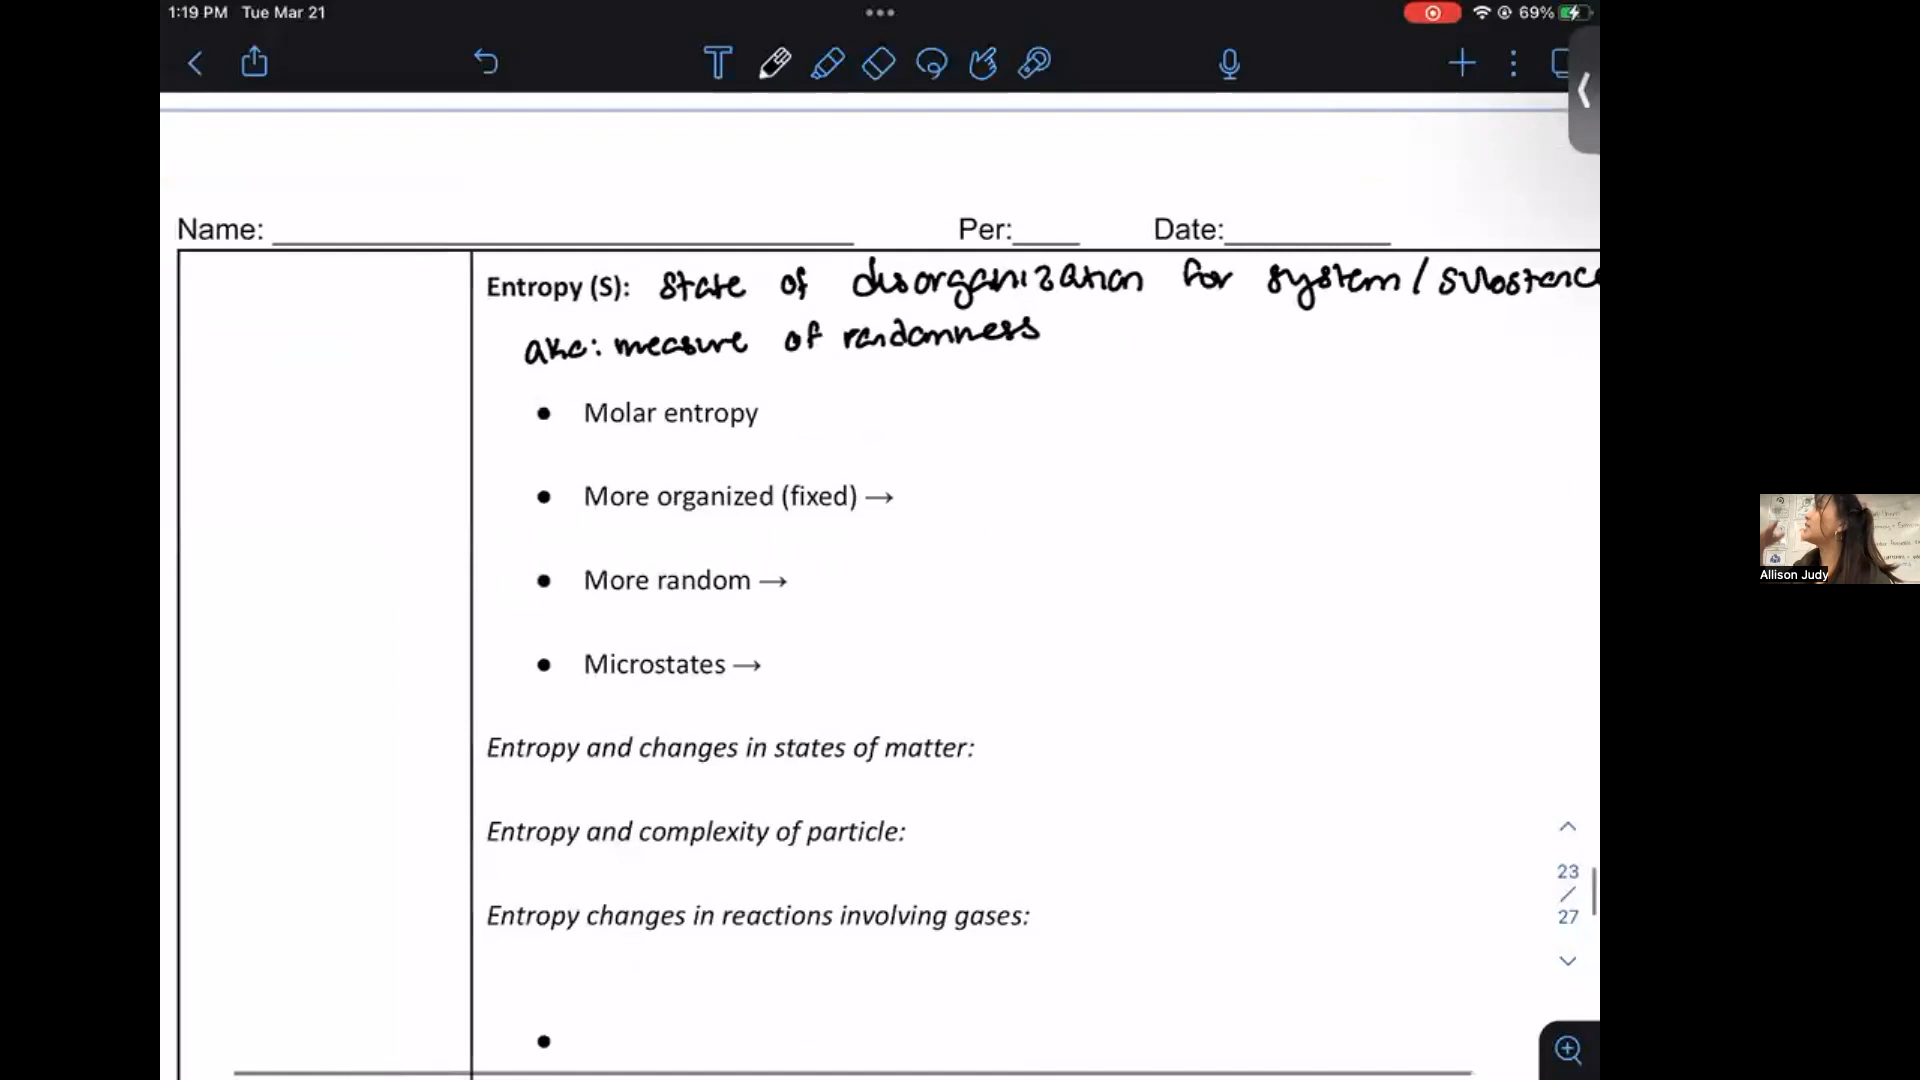 1:19 PM Tue Mar 21
69%
Name: Per: Date:
Entropy (S): state of disorganization for system/substance
aka: measure of randomness
• Molar entropy
• More organized (fixed) →
• More random →
• Microstates →
Entropy and changes in states of matter:
Entropy and complexity of particle:
Entropy changes in reactions involving gases:
•
23
/
27
Allison Judy